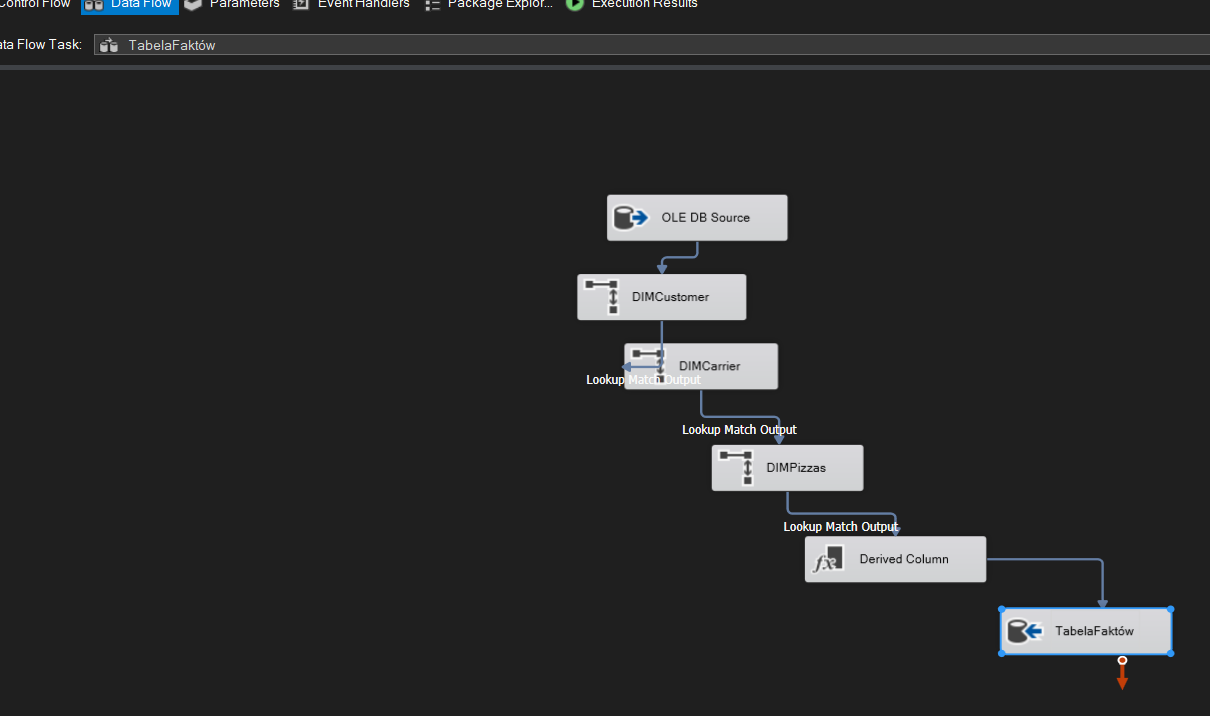 Control Flow Data Flow Parameters Event Handlers Package Explor... Execution Results
ata Flow Task: TabelaFaktów
OLE DB Source
DIMCustomer
DIMCarrier
Lookup Match Output
Lookup Match Output
DIMPizzas
Lookup Match Output
Derived Column
TabelaFaktów